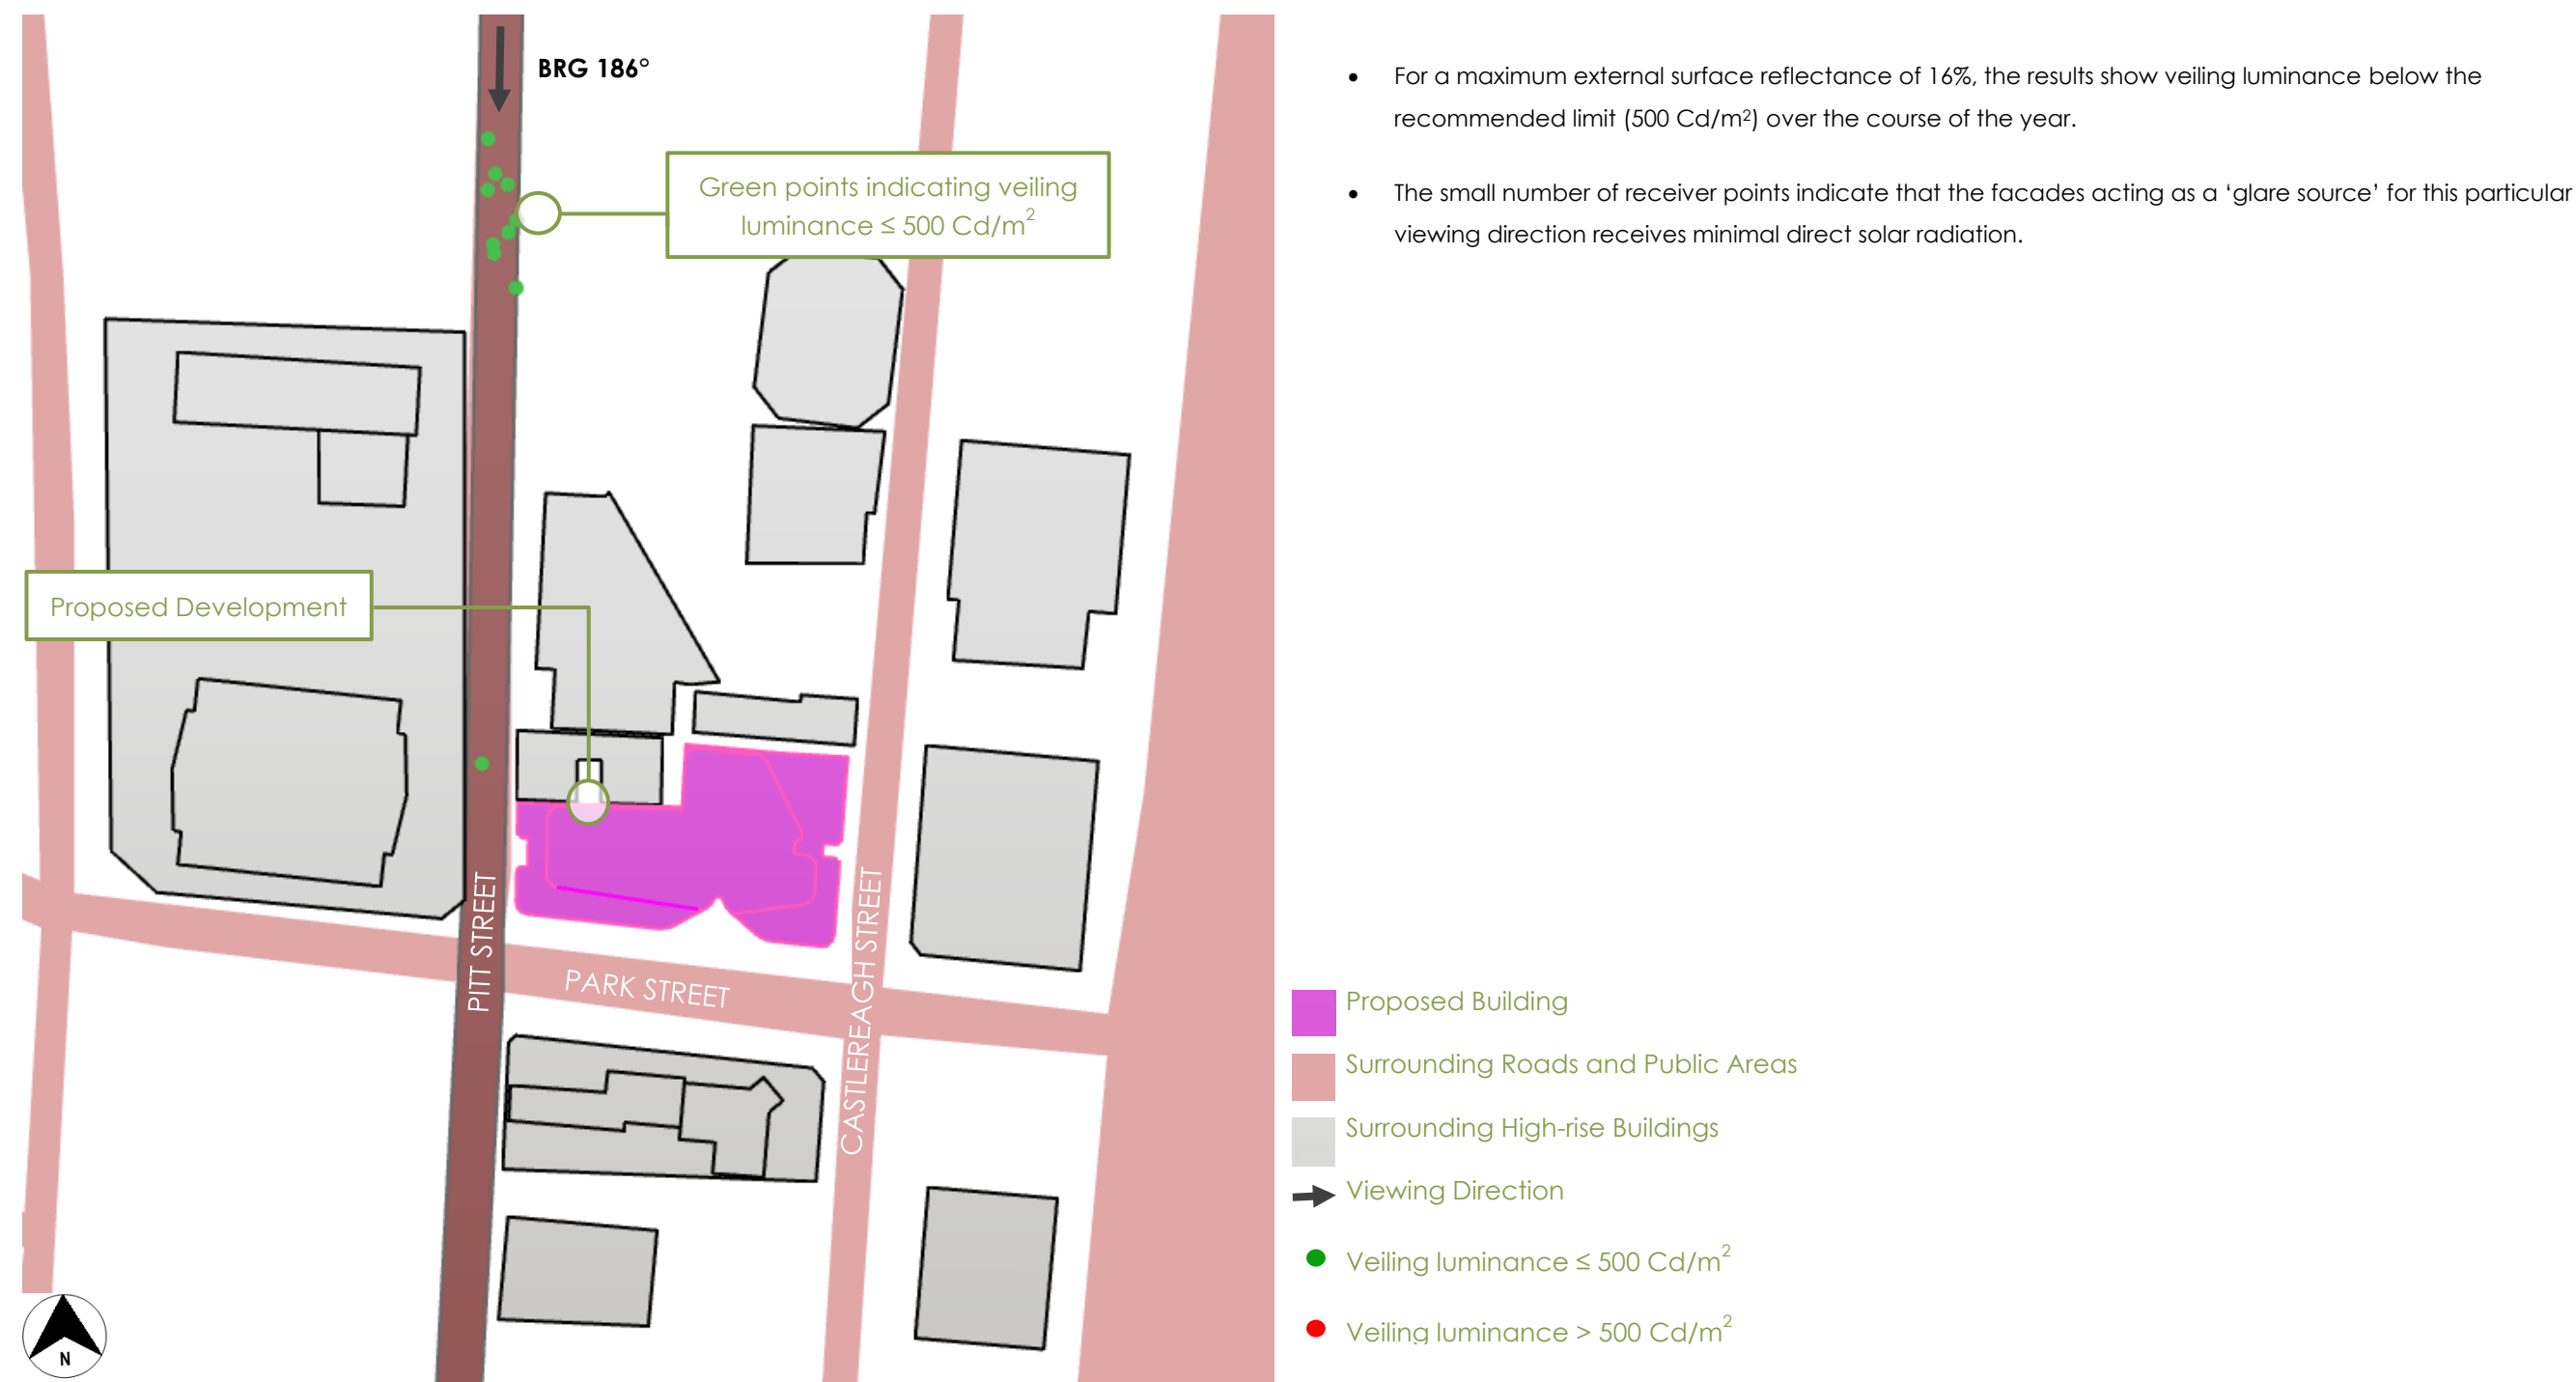 BRG 186°
Green points indicating veiling
luminance ≤ 500 Cd/m²
Proposed Development
PITT STREET
PARK STREET
CASTLEREAGH STREET
N
• For a maximum external surface reflectance of 16%, the results show veiling luminance below the
recommended limit (500 Cd/m²) over the course of the year.
• The small number of receiver points indicate that the facades acting as a ‘glare source’ for this particular
viewing direction receives minimal direct solar radiation.
Proposed Building
Surrounding Roads and Public Areas
Surrounding High-rise Buildings
Viewing Direction
Veiling luminance ≤ 500 Cd/m²
Veiling luminance > 500 Cd/m²